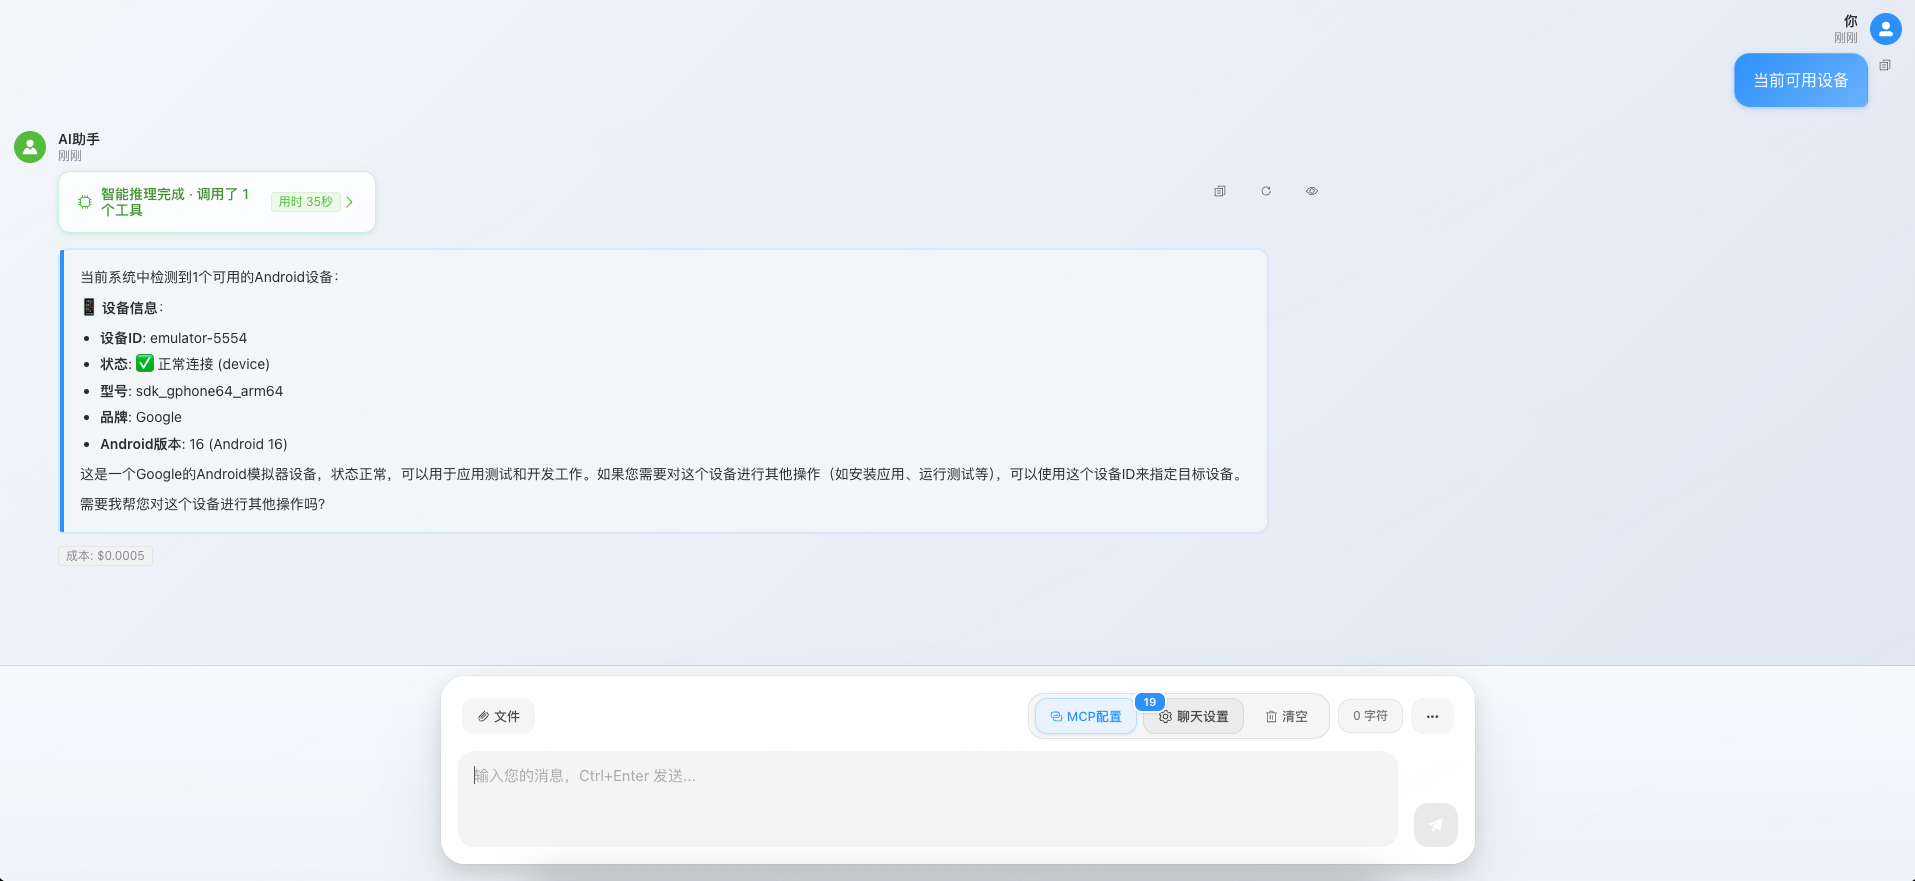 你
刚刚
当前可用设备
AI助手
刚刚
智能推理完成 · 调用了 1
个工具
用时 35秒
当前系统中检测到1个可用的Android设备：
设备信息：
设备ID: emulator-5554
状态: ✅ 正常连接 (device)
型号: sdk_gphone64_arm64
品牌: Google
Android版本: 16 (Android 16)
这是一个Google的Android模拟器设备，状态正常，可以用于应用测试和开发工作。如果您需要对这个设备进行其他操作（如安装应用、运行测试等），可以使用这个设备ID来指定目标设备。
需要我帮您对这个设备进行其他操作吗?
成本: $0.0005
文件
MCP配置
19
聊天设置
清空
0 字符
输入您的消息，Ctrl+Enter 发送...